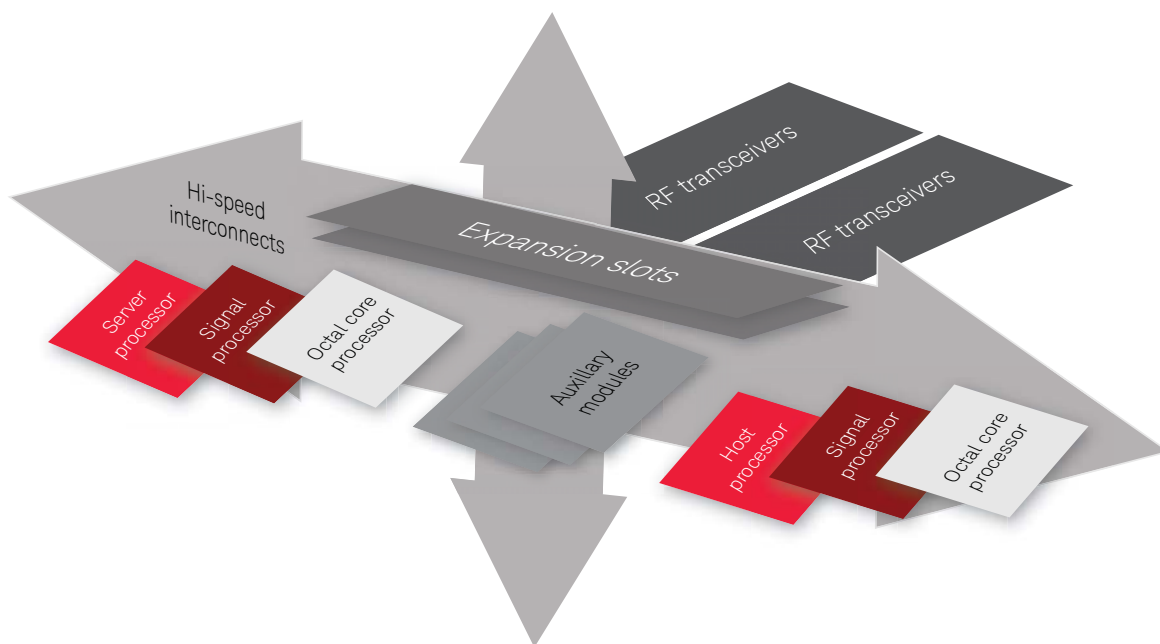 RF transceivers
RF transceivers
Hi-speed
interconnects
Expansion slots
Server
processor
Signal
processor
Octal core
processor
Auxillary
modules
Host
processor
Signal
processor
Octal core
processor